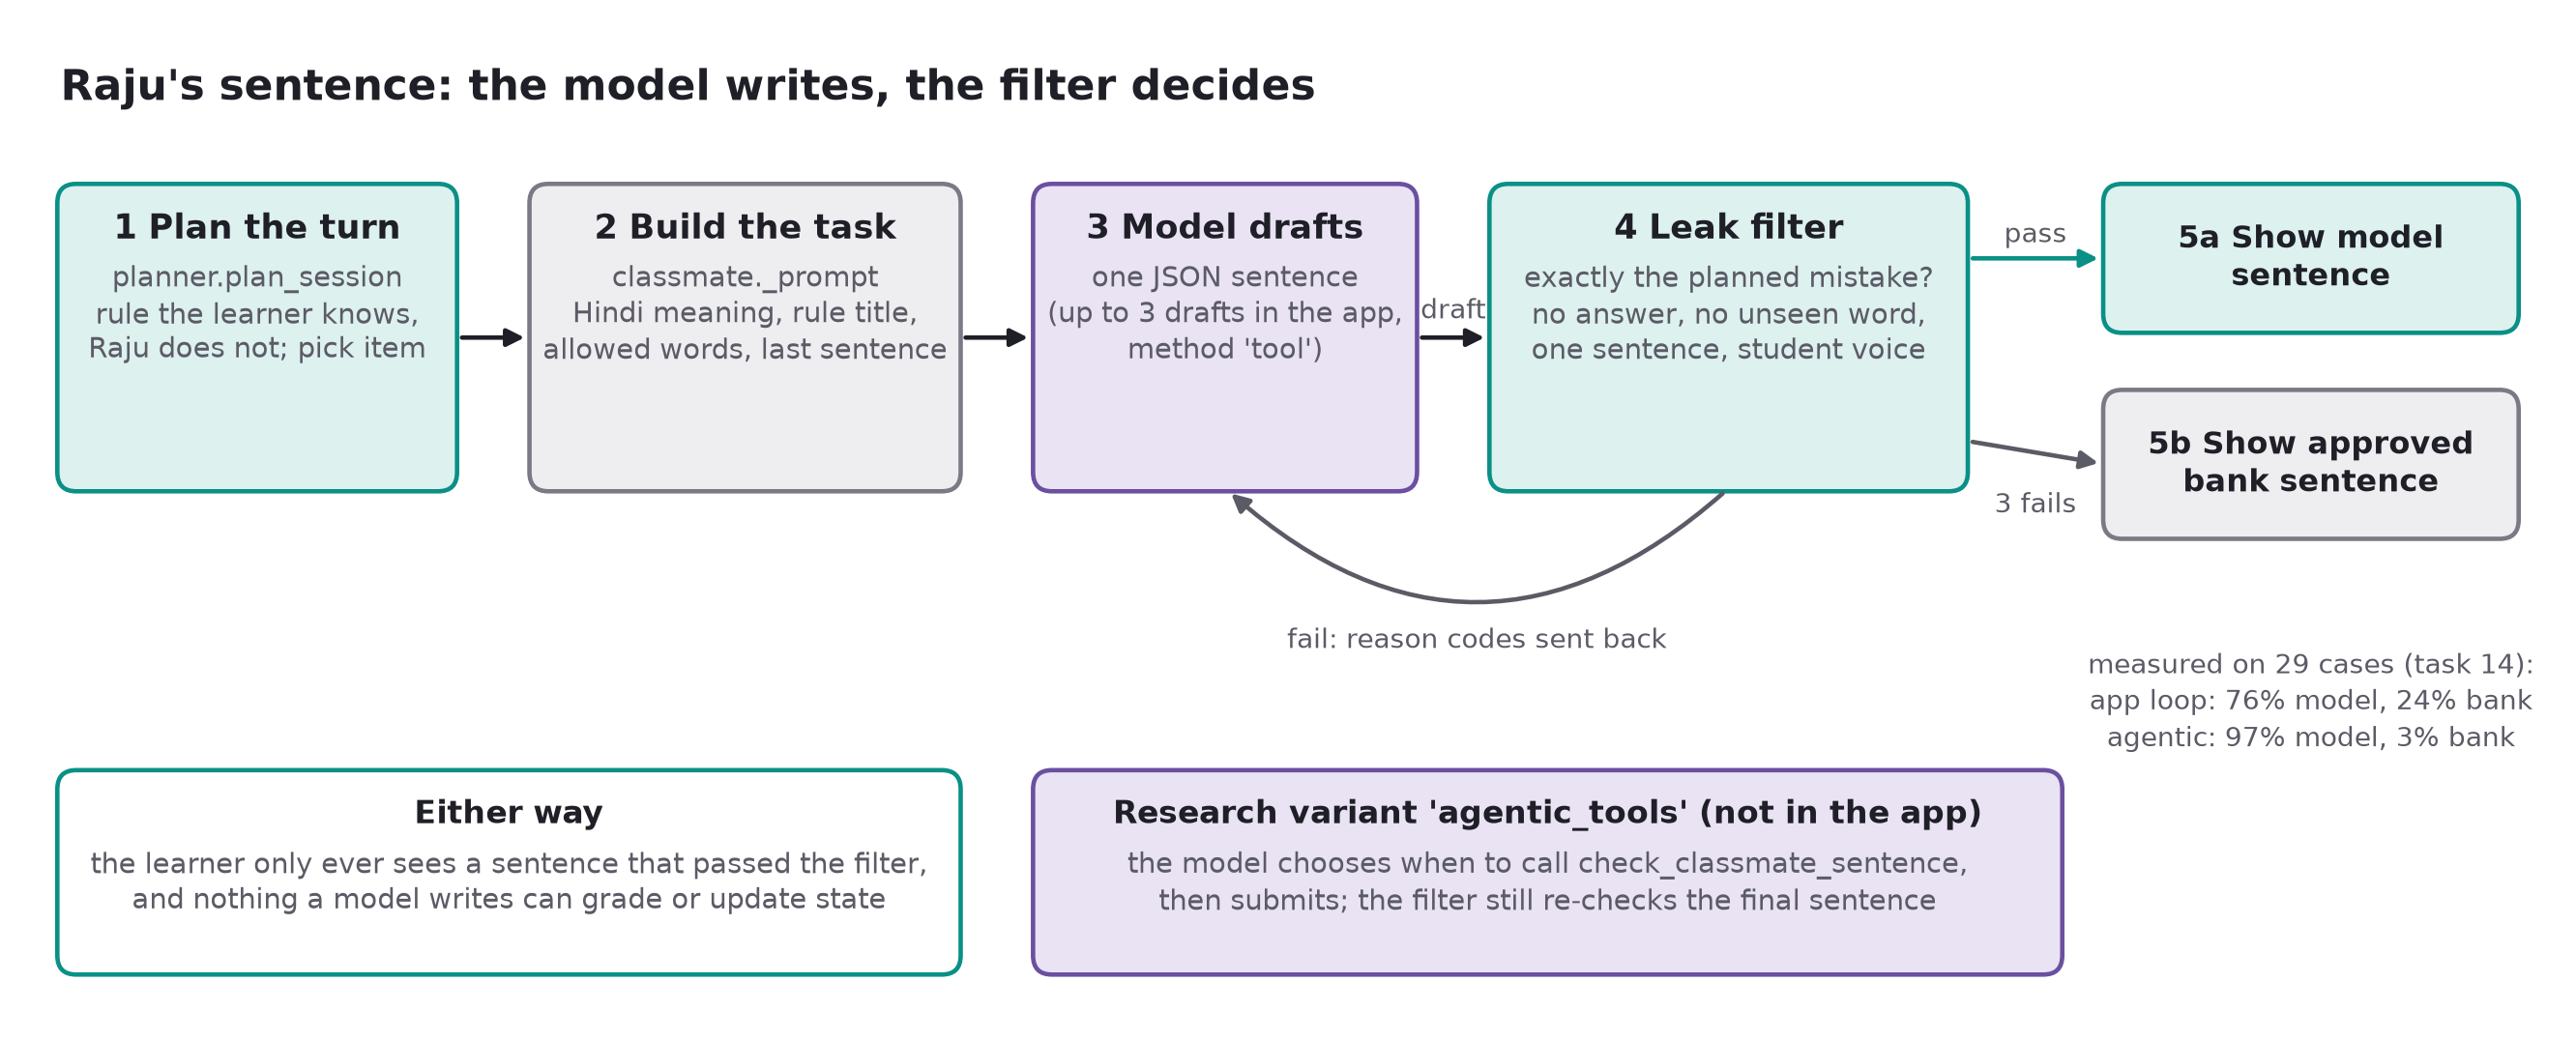 Raju's sentence: the model writes, the filter decides
1 Plan the turn
planner.plan_session
rule the learner knows,
Raju does not; pick item
2 Build the task
classmate._prompt
Hindi meaning, rule title,
allowed words, last sentence
3 Model drafts
one JSON sentence
(up to 3 drafts in the app,
method 'tool')
draft
4 Leak filter
exactly the planned mistake?
no answer, no unseen word,
one sentence, student voice
pass
5a Show model
sentence
3 fails
5b Show approved
bank sentence
fail: reason codes sent back
measured on 29 cases (task 14):
app loop: 76% model, 24% bank
agentic: 97% model, 3% bank
Either way
the learner only ever sees a sentence that passed the filter,
and nothing a model writes can grade or update state
Research variant 'agentic_tools' (not in the app)
the model chooses when to call check_classmate_sentence,
then submits; the filter still re-checks the final sentence